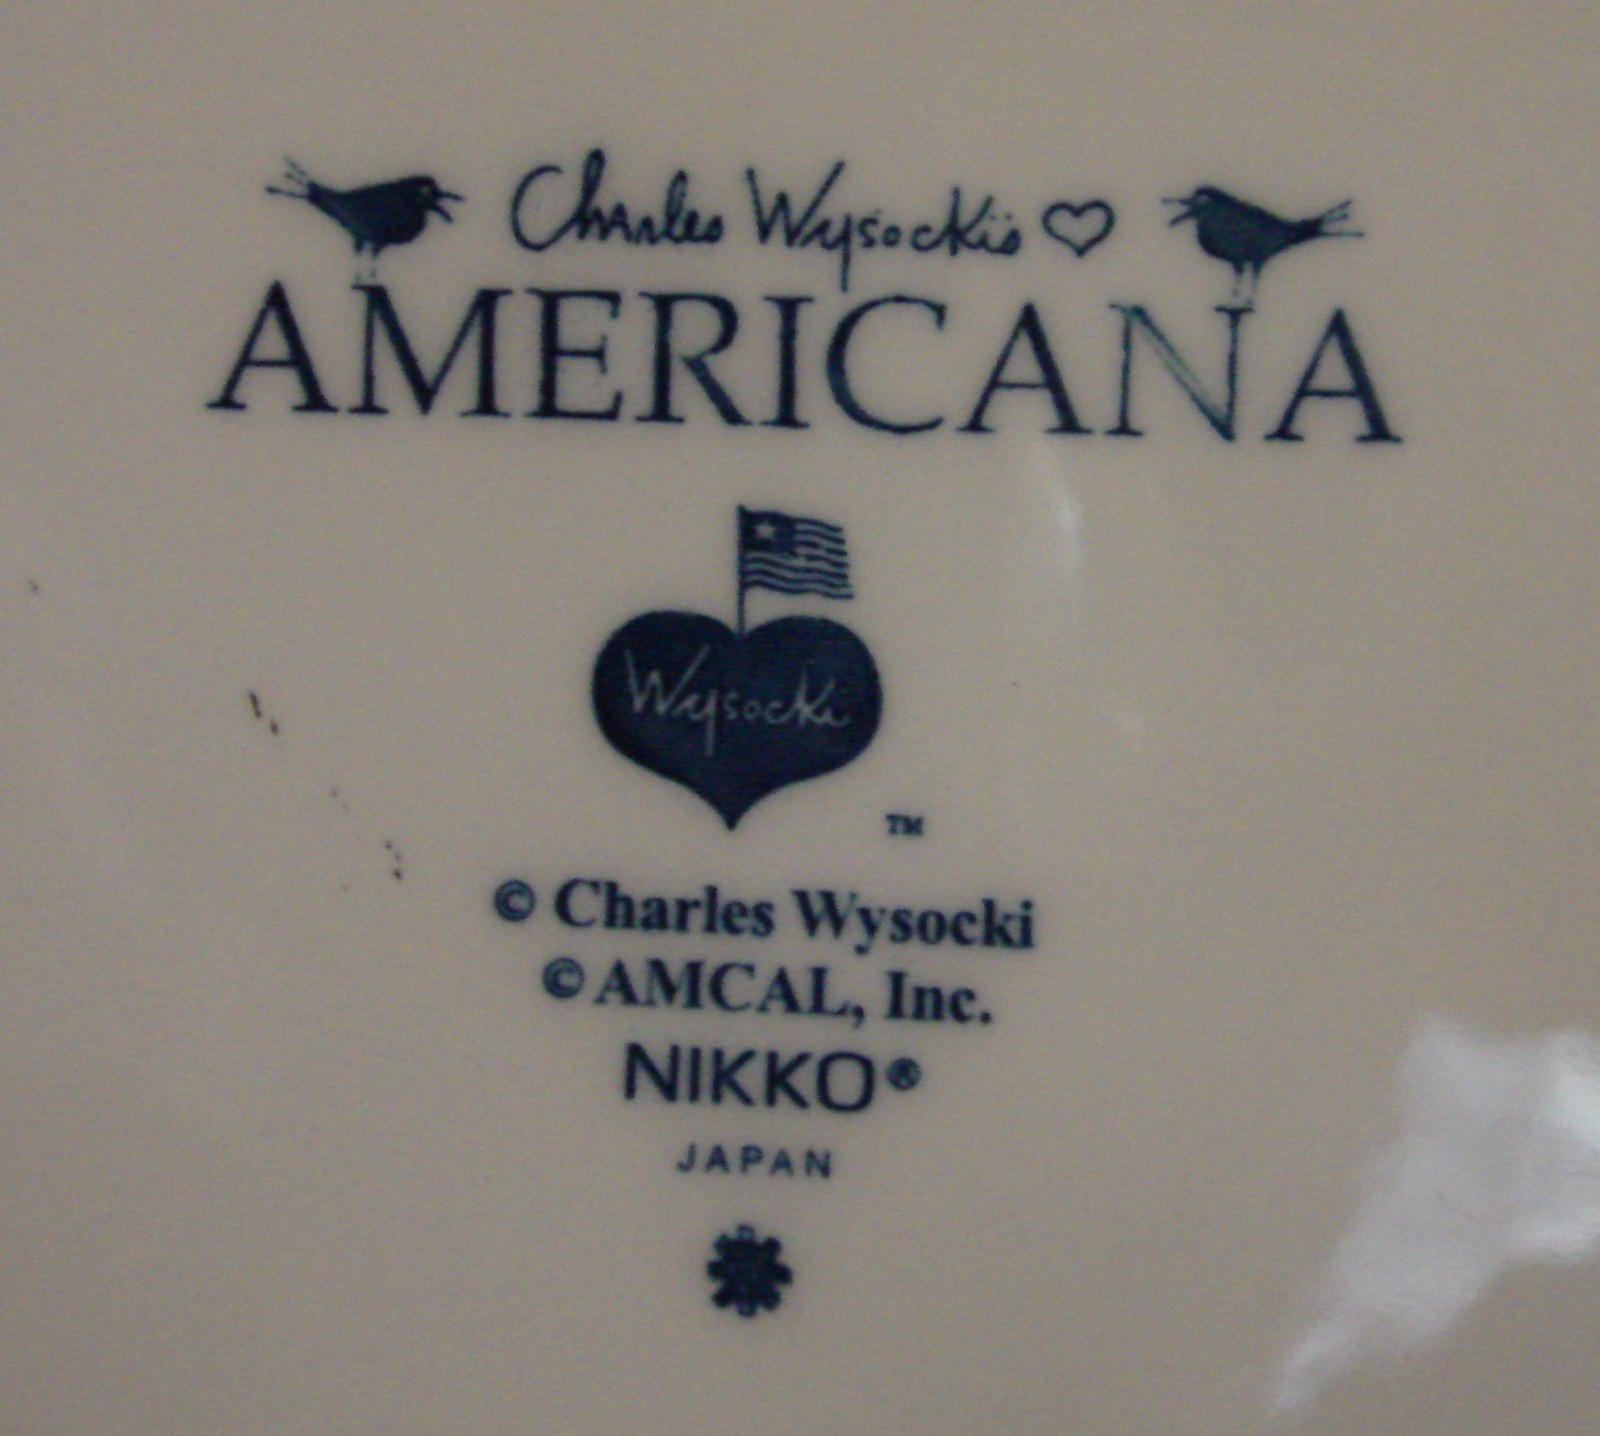 Charles Wysocki's
AMERICANA
Wysocki
TM
© Charles Wysocki
© AMCAL, Inc.
NIKKO®
JAPAN